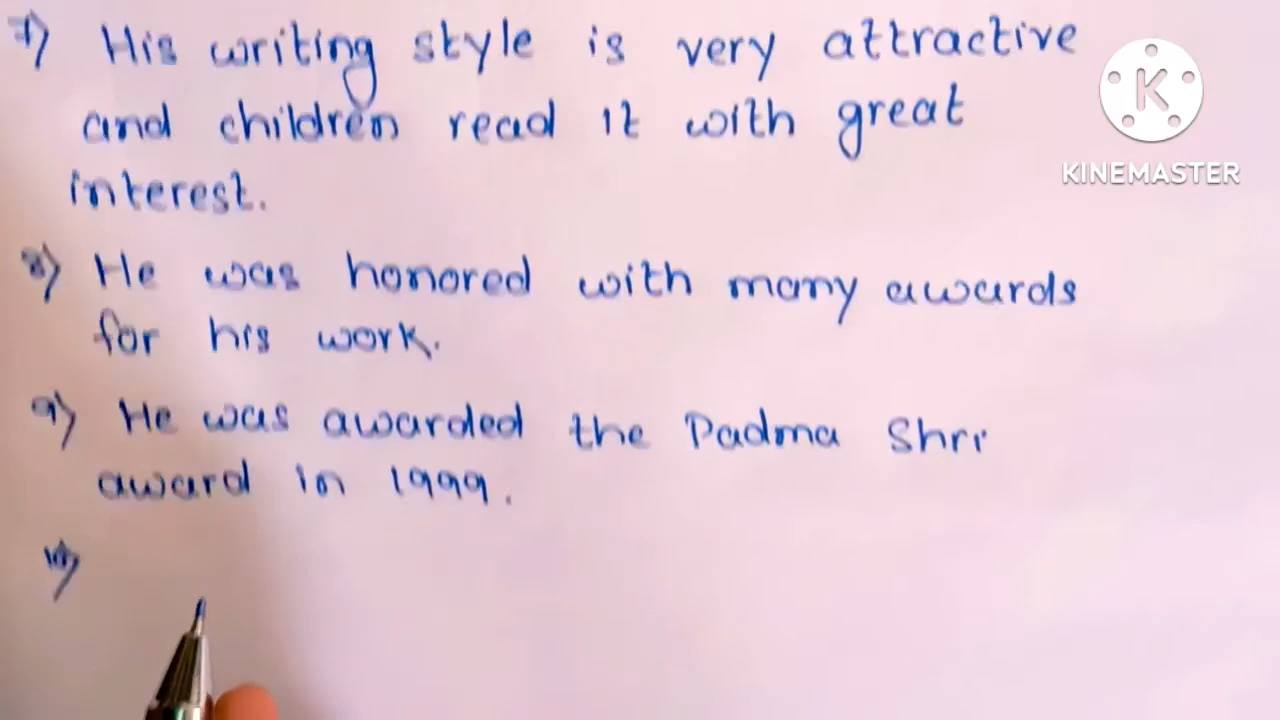 7) His writing style is very attractive
and children read it with great
interest.
8) He was honored with many awards
for his work.
9) He was awarded the Padma Shri
award in 1999.
10)
K
KINEMASTER